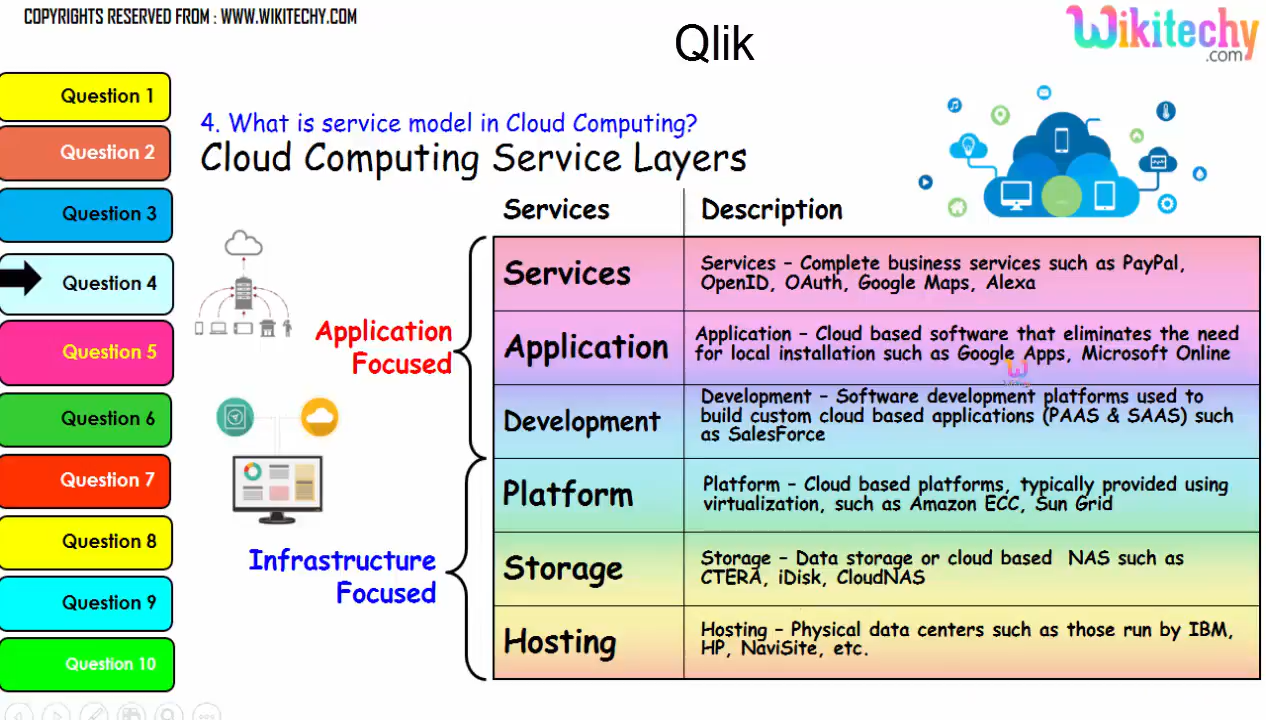 COPYRIGHTS RESERVED FROM : WWW.WIKITECHY.COM
Qlik
Wikitechy
.com
Question 1
Question 2
Question 3
Question 4
Question 5
Question 6
Question 7
Question 8
Question 9
Question 10
4. What is service model in Cloud Computing?
Cloud Computing Service Layers
Services
Description
Application
Focused
Infrastructure
Focused
Services
Services – Complete business services such as PayPal,
OpenID, OAuth, Google Maps, Alexa
Application
Application – Cloud based software that eliminates the need
for local installation such as Google Apps, Microsoft Online
Development
Development – Software development platforms used to
build custom cloud based applications (PAAS & SAAS) such
as SalesForce
Platform
Platform – Cloud based platforms, typically provided using
virtualization, such as Amazon ECC, Sun Grid
Storage
Storage – Data storage or cloud based NAS such as
CTERA, iDisk, CloudNAS
Hosting
Hosting – Physical data centers such as those run by IBM,
HP, NaviSite, etc.